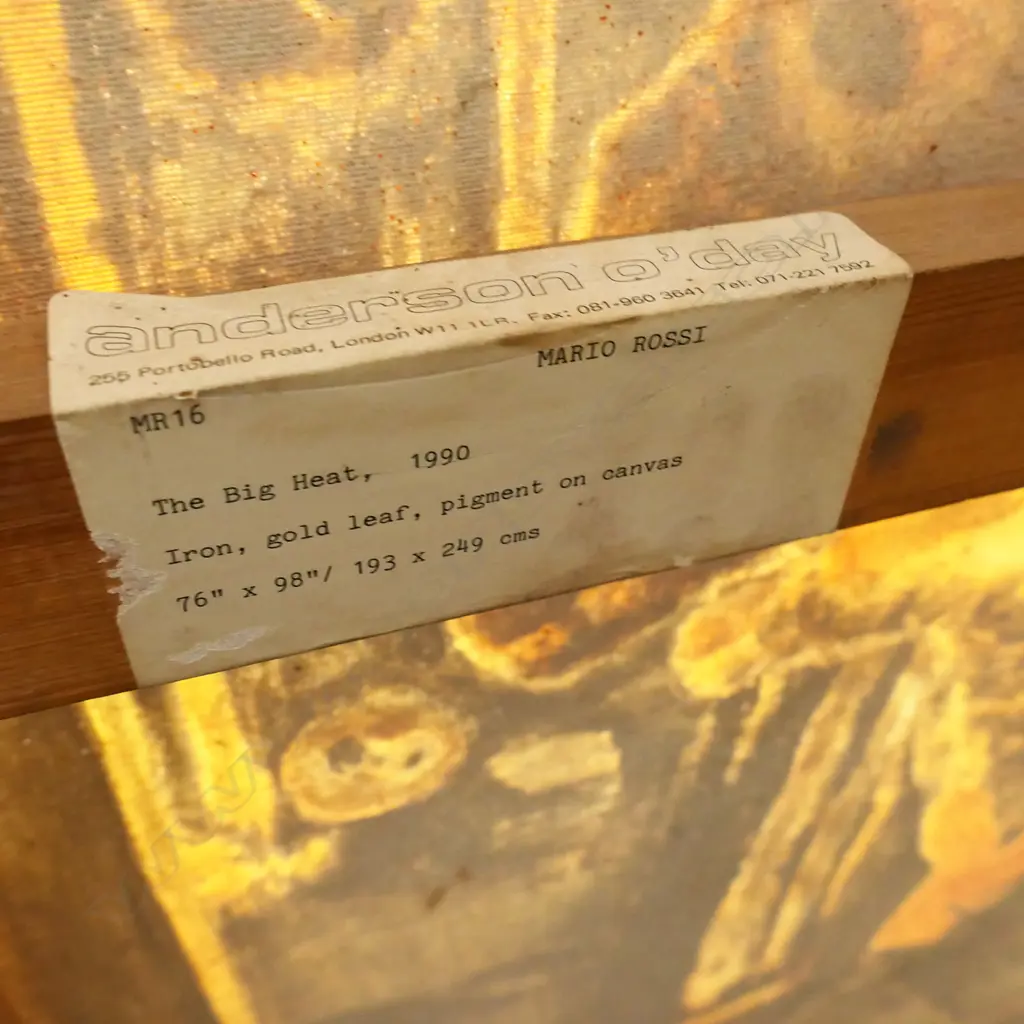 anderson o'day
255 Portobello Road, London W11 1LR. Fax: 081-960 3641 Tel: 071-221 7592
MARIO ROSSI
MR16
The Big Heat, 1990
Iron, gold leaf, pigment on canvas
76" x 98"/ 193 x 249 cms